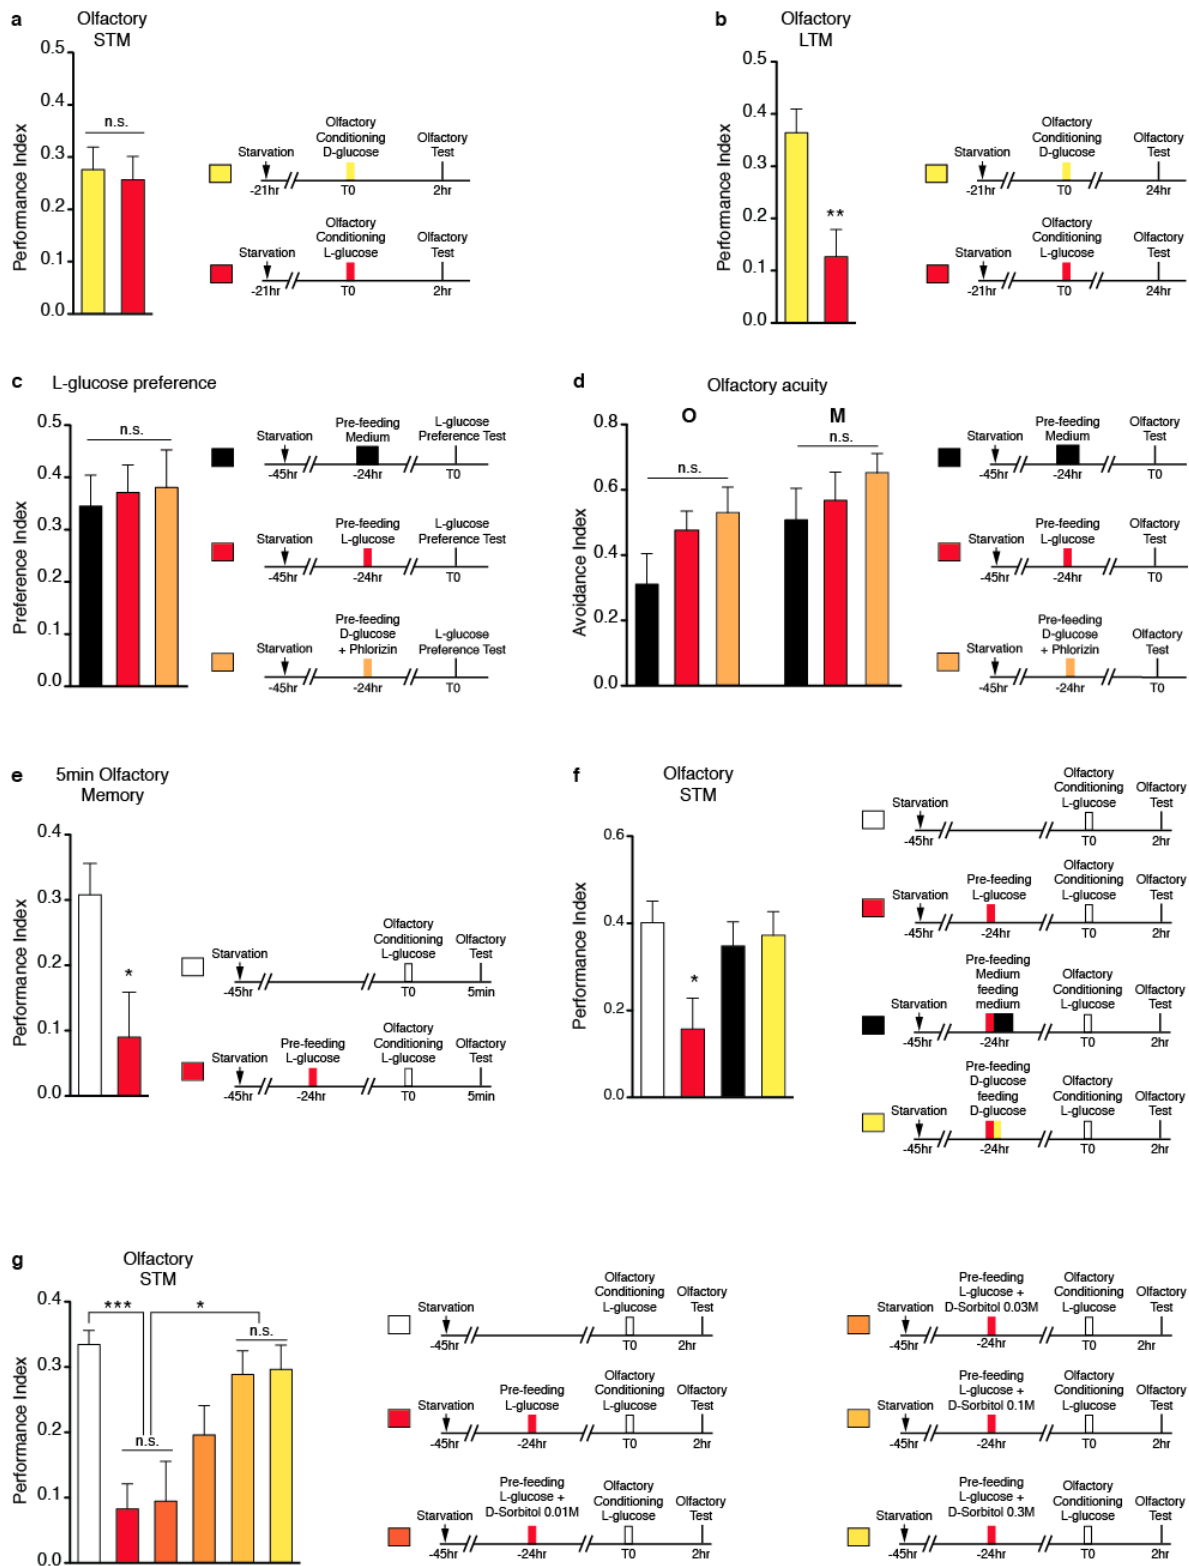 a
Olfactory
STM
0.5
0.4
0.3
0.2
0.1
0.0
Performance Index
n.s.
Starvation
Olfactory
Conditioning
D-glucose
Olfactory
Test
-21hr
T0
2hr
Starvation
Olfactory
Conditioning
L-glucose
Olfactory
Test
-21hr
T0
2hr
b
Olfactory
LTM
0.5
0.4
0.3
0.2
0.1
0.0
Performance Index
**
Starvation
Olfactory
Conditioning
D-glucose
Olfactory
Test
-21hr
T0
24hr
Starvation
Olfactory
Conditioning
L-glucose
Olfactory
Test
-21hr
T0
24hr
c
L-glucose preference
0.5
0.4
0.3
0.2
0.1
0.0
Preference Index
n.s.
Starvation
Pre-feeding
Medium
L-glucose
Preference Test
-45hr
-24hr
T0
Starvation
Pre-feeding
L-glucose
L-glucose
Preference Test
-45hr
-24hr
T0
Starvation
Pre-feeding
D-glucose
+ Phlorizin
L-glucose
Preference Test
-45hr
-24hr
T0
d
Olfactory acuity
0.8
0.6
0.4
0.2
0.0
Avoidance Index
O
M
n.s.
n.s.
Starvation
Pre-feeding
Medium
Olfactory
Test
-45hr
-24hr
T0
Starvation
Pre-feeding
L-glucose
Olfactory
Test
-45hr
-24hr
T0
Starvation
Pre-feeding
D-glucose
+ Phlorizin
Olfactory
Test
-45hr
-24hr
T0
e
5min Olfactory
Memory
0.4
0.3
0.2
0.1
0.0
Performance Index
*
Starvation
Olfactory
Conditioning
L-glucose
Olfactory
Test
-45hr
T0
5min
Starvation
Pre-feeding
L-glucose
Olfactory
Conditioning
L-glucose
Olfactory
Test
-45hr
-24hr
T0
5min
f
Olfactory
STM
0.6
0.4
0.2
0.0
Performance Index
*
Starvation
Olfactory
Conditioning
L-glucose
Olfactory
Test
-45hr
T0
2hr
Starvation
Pre-feeding
L-glucose
Olfactory
Conditioning
L-glucose
Olfactory
Test
-45hr
-24hr
T0
2hr
Starvation
Pre-feeding
Medium
feeding
medium
Olfactory
Conditioning
L-glucose
Olfactory
Test
-45hr
-24hr
T0
2hr
Starvation
Pre-feeding
D-glucose
feeding
D-glucose
Olfactory
Conditioning
L-glucose
Olfactory
Test
-45hr
-24hr
T0
2hr
g
Olfactory
STM
0.4
0.3
0.2
0.1
0.0
Performance Index
***
*
n.s.
n.s.
Starvation
Olfactory
Conditioning
L-glucose
Olfactory
Test
-45hr
T0
2hr
Starvation
Pre-feeding
L-glucose
Olfactory
Conditioning
L-glucose
Olfactory
Test
-45hr
-24hr
T0
2hr
Starvation
Pre-feeding
L-glucose +
D-Sorbitol 0.01M
Olfactory
Conditioning
L-glucose
Olfactory
Test
-45hr
-24hr
T0
2hr
Starvation
Pre-feeding
L-glucose +
D-Sorbitol 0.03M
Olfactory
Conditioning
L-glucose
Olfactory
Test
-45hr
-24hr
T0
2hr
Starvation
Pre-feeding
L-glucose +
D-Sorbitol 0.1M
Olfactory
Conditioning
L-glucose
Olfactory
Test
-45hr
-24hr
T0
2hr
Starvation
Pre-feeding
L-glucose +
D-Sorbitol 0.3M
Olfactory
Conditioning
L-glucose
Olfactory
Test
-45hr
-24hr
T0
2hr